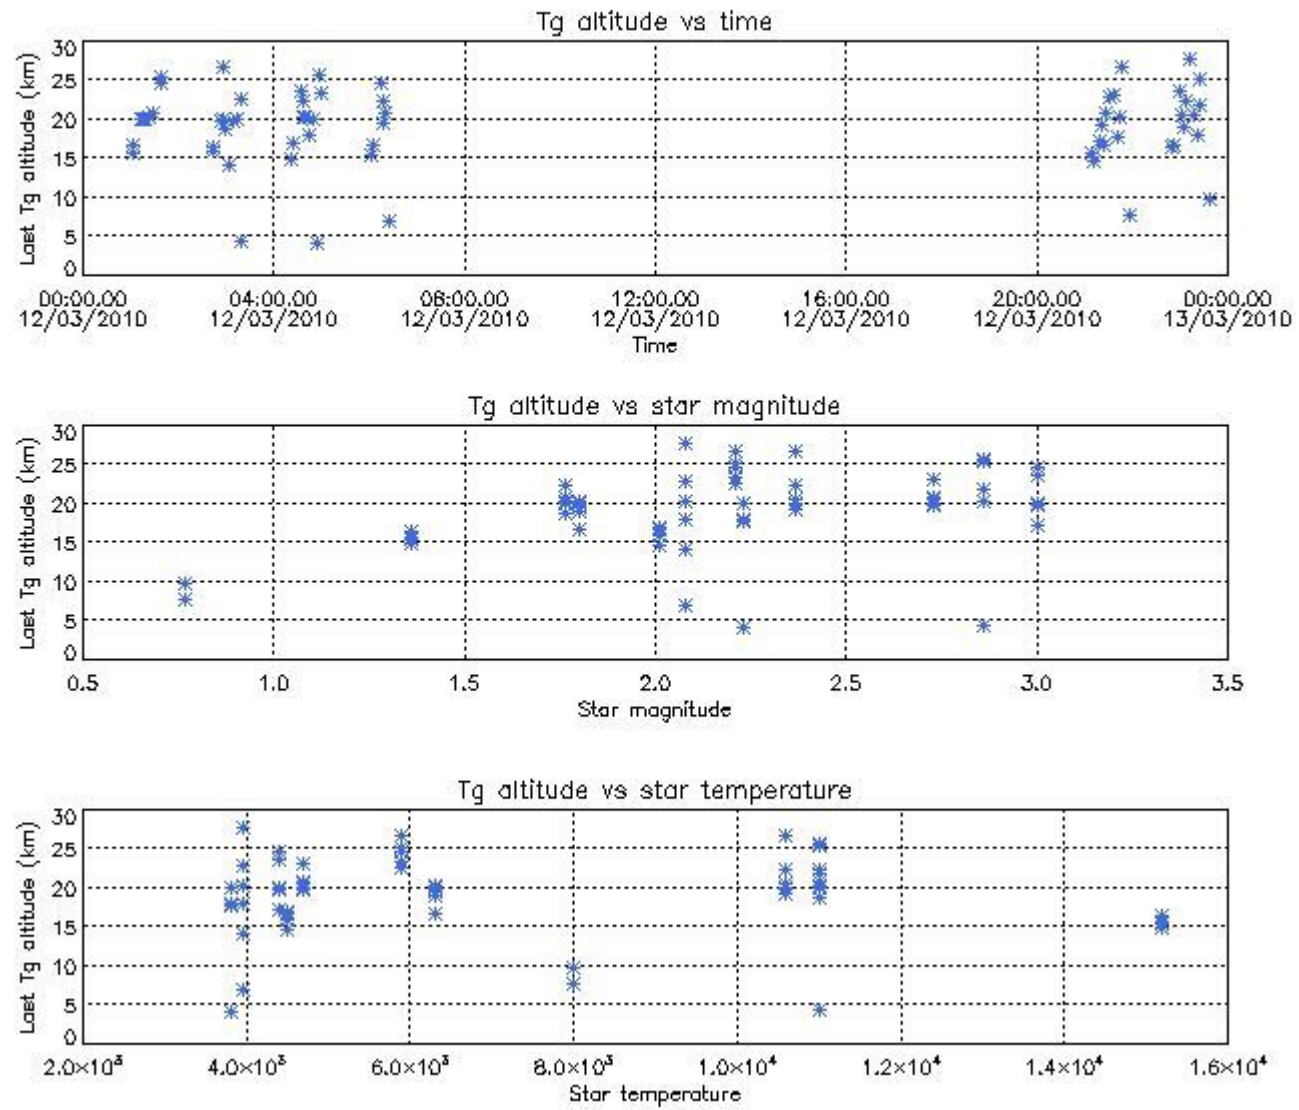 Tg altitude vs time
Last Tg altitude (km)
30
25
20
15
10
5
0
00:00.00 04:00.00 08:00.00 12:00.00 16:00.00 20:00.00 00:00.00
12/03/2010 12/03/2010 12/03/2010 12/03/2010 12/03/2010 12/03/2010 13/03/2010
Time
Tg altitude vs star magnitude
Last Tg altitude (km)
30
25
20
15
10
5
0
0.5 1.0 1.5 2.0 2.5 3.0 3.5
Star magnitude
Tg altitude vs star temperature
Last Tg altitude (km)
30
25
20
15
10
5
0
2.0×10³ 4.0×10³ 6.0×10³ 8.0×10³ 1.0×10⁴ 1.2×10⁴ 1.4×10⁴ 1.6×10⁴
Star temperature